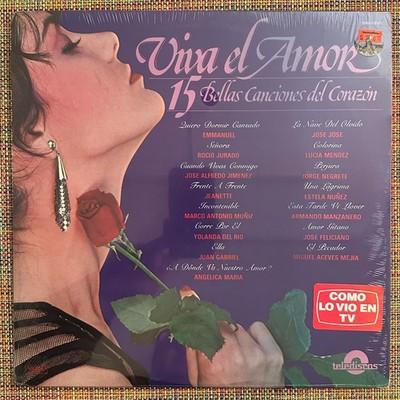 Viva el Amor
15 Bellas Canciones del Corazón
Quiero Dormir Cansado
EMMANUEL
Señora
ROCIO JURADO
Cuando Vivas Conmigo
JOSE ALFREDO JIMENEZ
Frente A Frente
JEANETTE
Incontenible
MARCO ANTONIO MUÑIZ
Corre Por El
YOLANDA DEL RIO
Ella
JUAN GABRIEL
¿A Dónde Va Nuestro Amor?
ANGELICA MARIA
La Nave Del Olvido
JOSE JOSE
Colorina
LUCIA MENDEZ
Perjura
JORGE NEGRETE
Una Lágrima
ESTELA NUÑEZ
Esta Tarde Vi Llover
ARMANDO MANZANERO
Amor Gitano
JOSE FELICIANO
El Pecador
MIGUEL ACEVES MEJIA
COMO
LO VIO EN
TV
telediscos